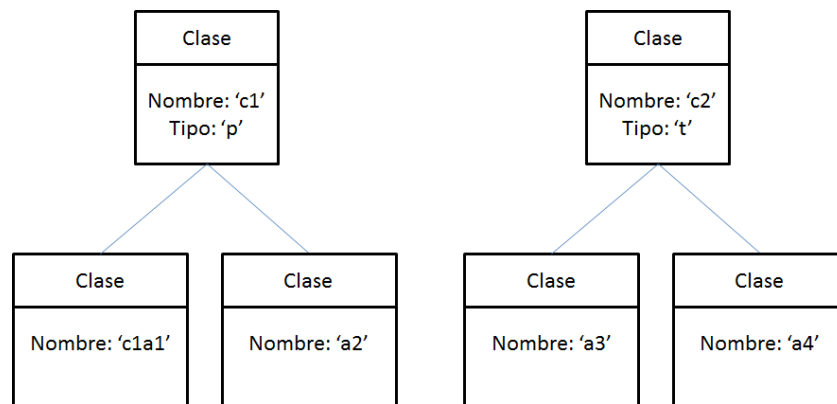 Clase
Nombre: ‘c1’
Tipo: ‘p’
Clase
Nombre: ‘c2’
Tipo: ‘t’
Clase
Nombre: ‘c1a1’
Clase
Nombre: ‘a2’
Clase
Nombre: ‘a3’
Clase
Nombre: ‘a4’